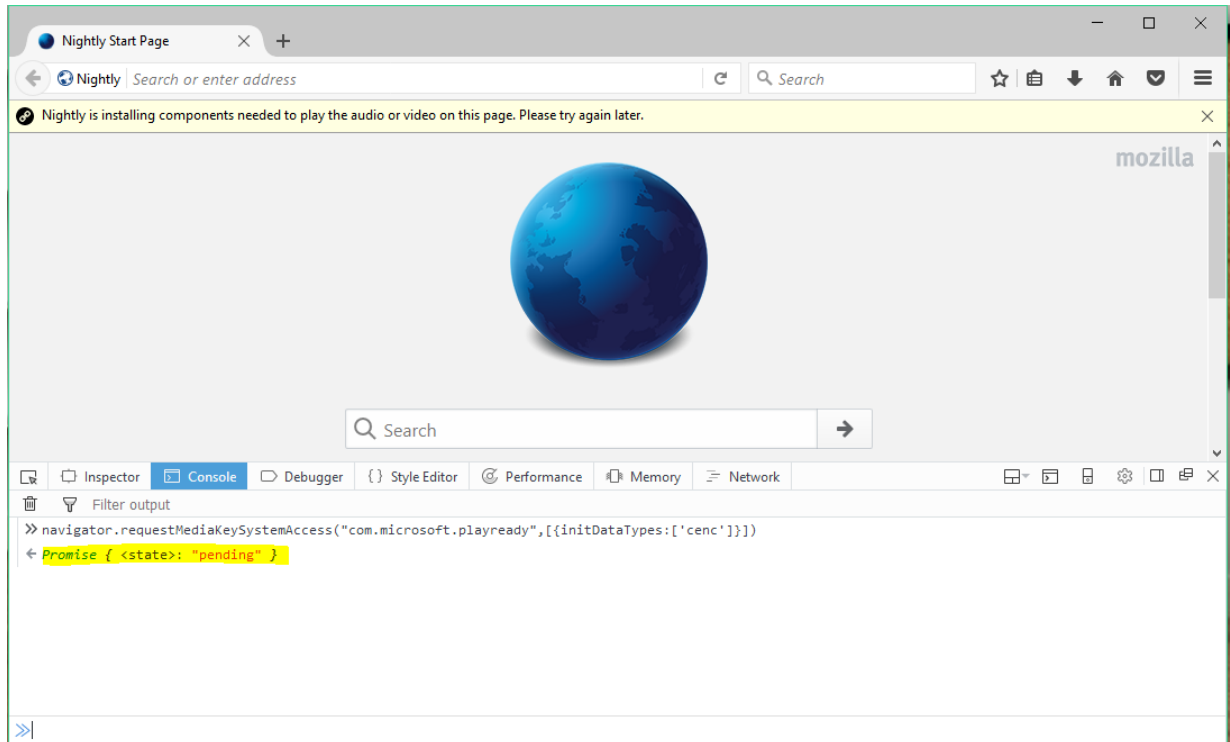 Nightly Start Page
Nightly Search or enter address Search
Nightly is installing components needed to play the audio or video on this page. Please try again later.
mozilla
Search
Inspector Console Debugger { } Style Editor Performance Memory Network
Filter output
>> navigator.requestMediaKeySystemAccess("com.microsoft.playready",[{initDataTypes:['cenc']}])
← Promise { <state>: "pending" }
>>